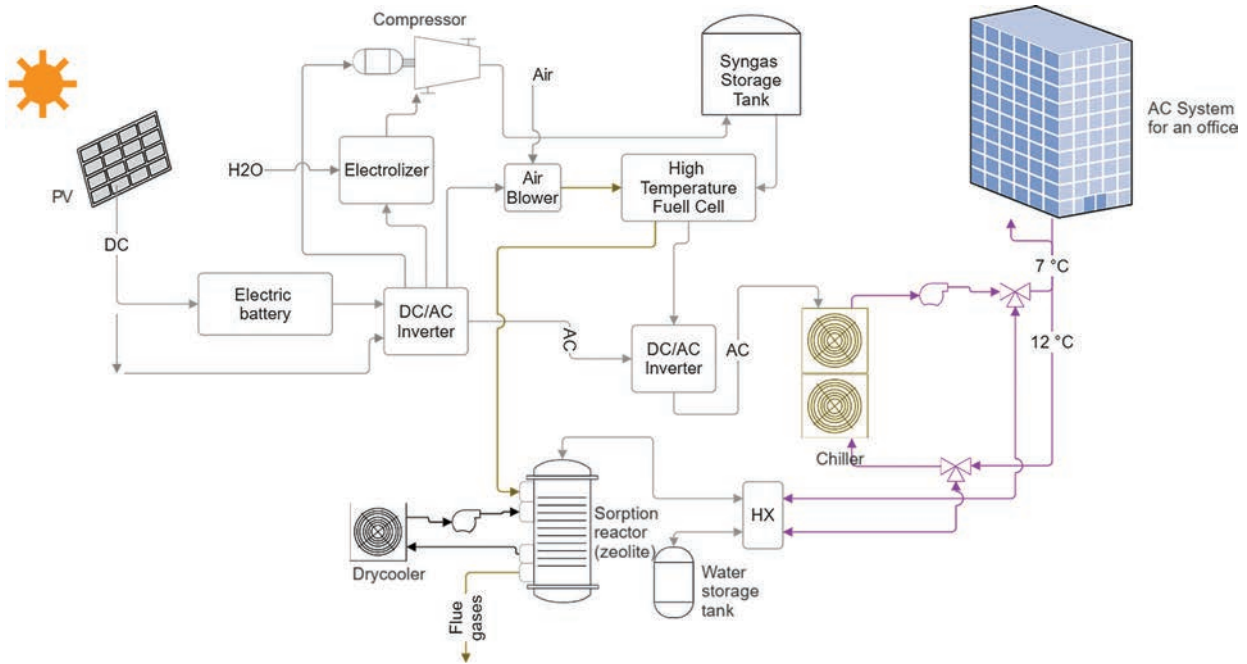 Compressor
Air
Syngas
Storage
Tank
AC System
for an office
H2O
Electrolizer
Air
Blower
High
Temperature
Fuell Cell
PV
DC
7 °C
Electric
battery
DC/AC
Inverter
AC
DC/AC
Inverter
AC
12 °C
Chiller
Sorption
reactor
(zeolite)
HX
Drycooler
Water
storage
tank
Flue
gases